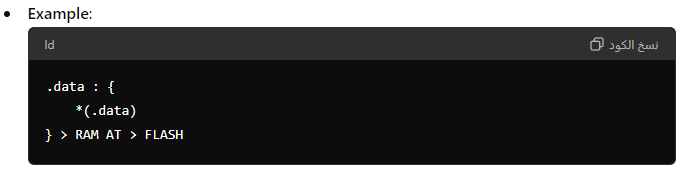 • Example:
ld نسخ الكود
.data : {
    *(.data)
} > RAM AT > FLASH